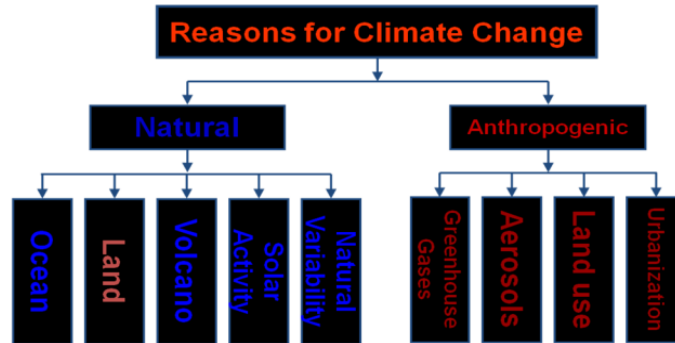 Reasons for Climate Change
Natural
Anthropogenic
Ocean
Land
Volcano
Solar
Activity
Natural
Variability
Greenhouse
Gases
Aerosols
Land use
Urbanization